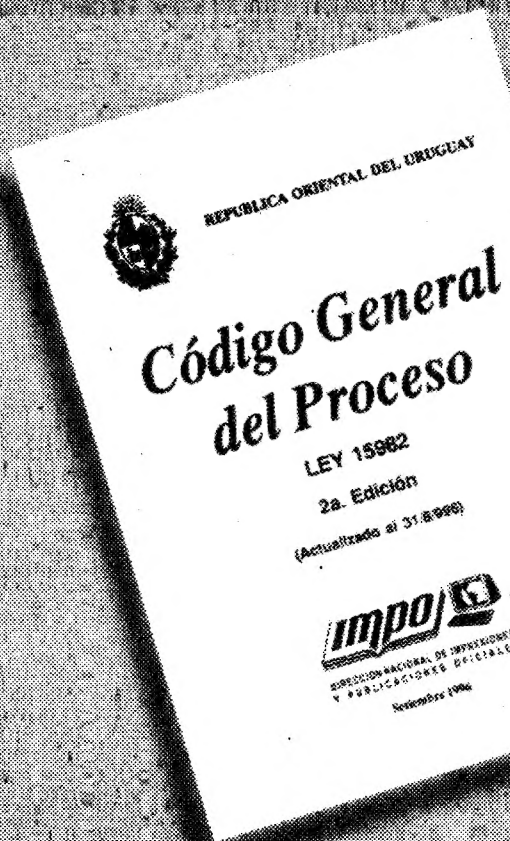 REPUBLICA ORIENTAL DEL URUGUAY
Código General
del Proceso
LEY 15982
2a. Edición
(Actualizado al 31/8/996)
impo
DIRECCION NACIONAL DE IMPRESIONES
Y PUBLICACIONES OFICIALES
Setiembre 1996